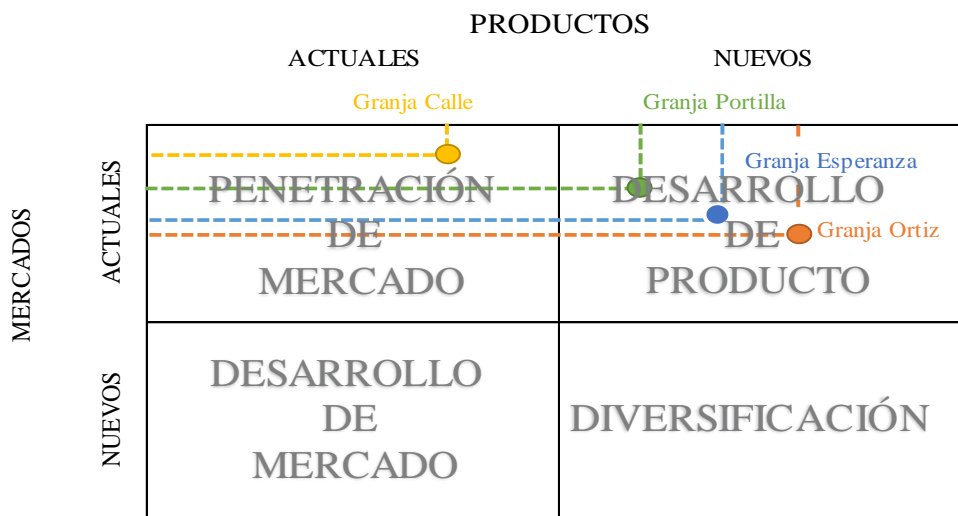 PRODUCTOS
ACTUALES
NUEVOS
Granja Calle
Granja Portilla
MERCADOS
ACTUALES
PENETRACIÓN
DE
MERCADO
Granja Esperanza
DESARROLLO
DE
PRODUCTO
Granja Ortiz
NUEVOS
DESARROLLO
DE
MERCADO
DIVERSIFICACIÓN